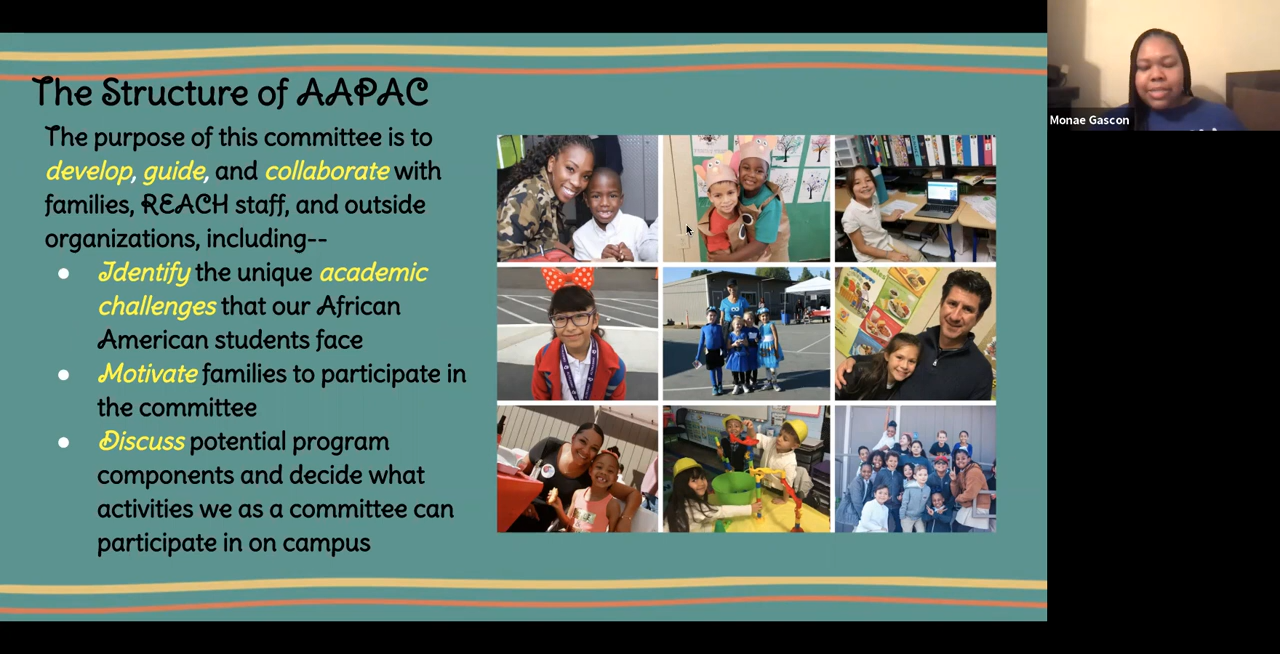 The Structure of AAPAC
The purpose of this committee is to
develop, guide, and collaborate with
families, REACH staff, and outside
organizations, including--
● Identify the unique academic
challenges that our African
American students face
● Motivate families to participate in
the committee
● Discuss potential program
components and decide what
activities we as a committee can
participate in on campus
Monae Gascon